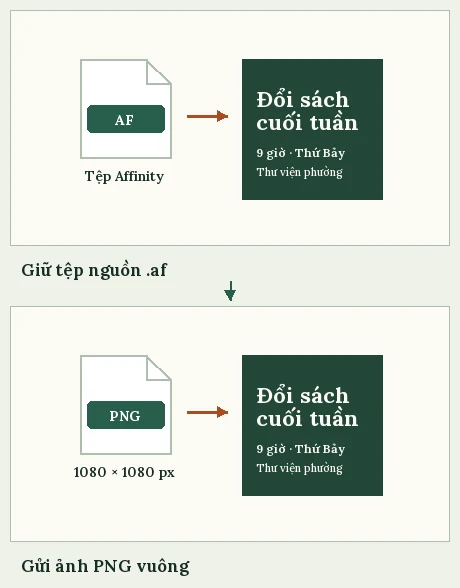 AF
Tệp Affinity
Đổi sách
cuối tuần
9 giờ · Thứ Bảy
Thư viện phường
Giữ tệp nguồn .af
PNG
1080 × 1080 px
Đổi sách
cuối tuần
9 giờ · Thứ Bảy
Thư viện phường
Gửi ảnh PNG vuông